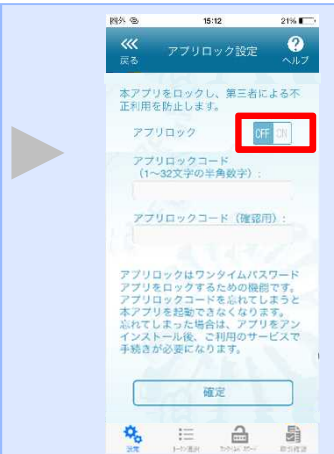 圏外
15:12
21%
戻る
アプリロック設定
?
ヘルプ
本アプリをロックし、第三者による不
正利用を防止します。
アプリロック
OFF ON
アプリロックコード
(1~32文字の半角数字):
アプリロックコード(確認用):
アプリロックはワンタイムパスワード
アプリをロックするための機能です。
アプリロックコードを忘れてしまうと
本アプリを起動できなくなります。
忘れてしまった場合は、アプリをアン
インストール後、ご利用のサービスで
手続きが必要になります。
確定
設定
トークン選択
取引確認